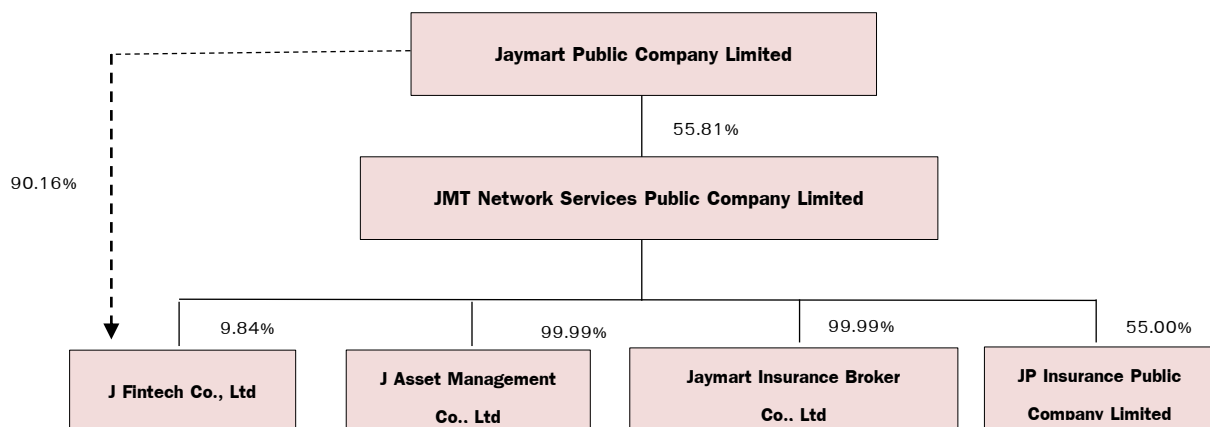 Jaymart Public Company Limited
55.81%
90.16%
JMT Network Services Public Company Limited
9.84%
99.99%
99.99%
55.00%
J Fintech Co., Ltd
J Asset Management
Co., Ltd
Jaymart Insurance Broker
Co., Ltd
JP Insurance Public
Company Limited